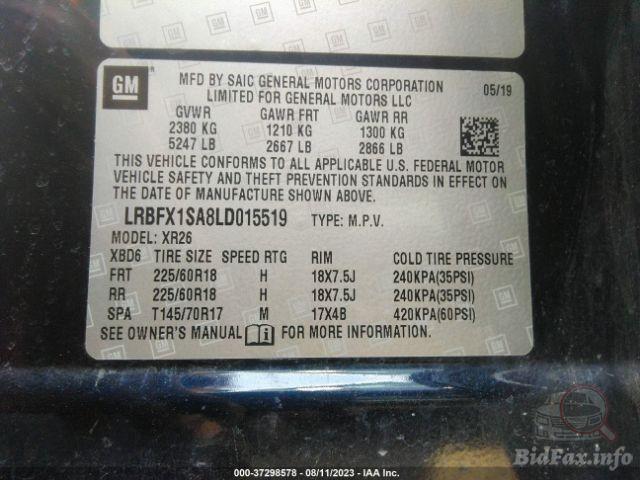 GM
MFD BY SAIC GENERAL MOTORS CORPORATION
LIMITED FOR GENERAL MOTORS LLC
05/19
GVWR GAWR FRT GAWR RR
2380 KG 1210 KG 1300 KG
5247 LB 2667 LB 2866 LB
THIS VEHICLE CONFORMS TO ALL APPLICABLE U.S. FEDERAL MOTOR
VEHICLE SAFETY AND THEFT PREVENTION STANDARDS IN EFFECT ON
THE DATE OF MANUFACTURE SHOWN ABOVE.
LRBFX1SA8LD015519 TYPE: M.P.V.
MODEL: XR26
XBD6 TIRE SIZE SPEED RTG RIM COLD TIRE PRESSURE
FRT 225/60R18 H 18X7.5J 240KPA(35PSI)
RR 225/60R18 H 18X7.5J 240KPA(35PSI)
SPA T145/70R17 M 17X4B 420KPA(60PSI)
SEE OWNER'S MANUAL FOR MORE INFORMATION.
BidFax.info
000-37298578 - 08/11/2023 - IAA Inc.